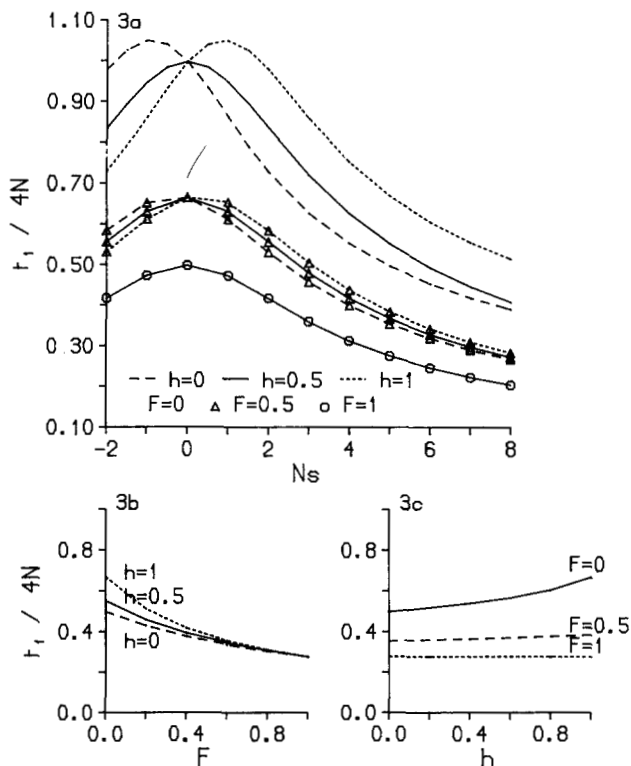 3a
1.10
0.90
0.70
0.50
0.30
0.10
t₁ / 4N
h=0 h=0.5 h=1
F=0 F=0.5 F=1
-2 0 2 4 6 8
Ns
3b
0.8
0.4
0.0
t₁ / 4N
h=1
h=0.5
h=0
0.0 0.4 0.8
F
3c
0.8
0.4
0.0
F=0
F=0.5
F=1
0.0 0.4 0.8
h